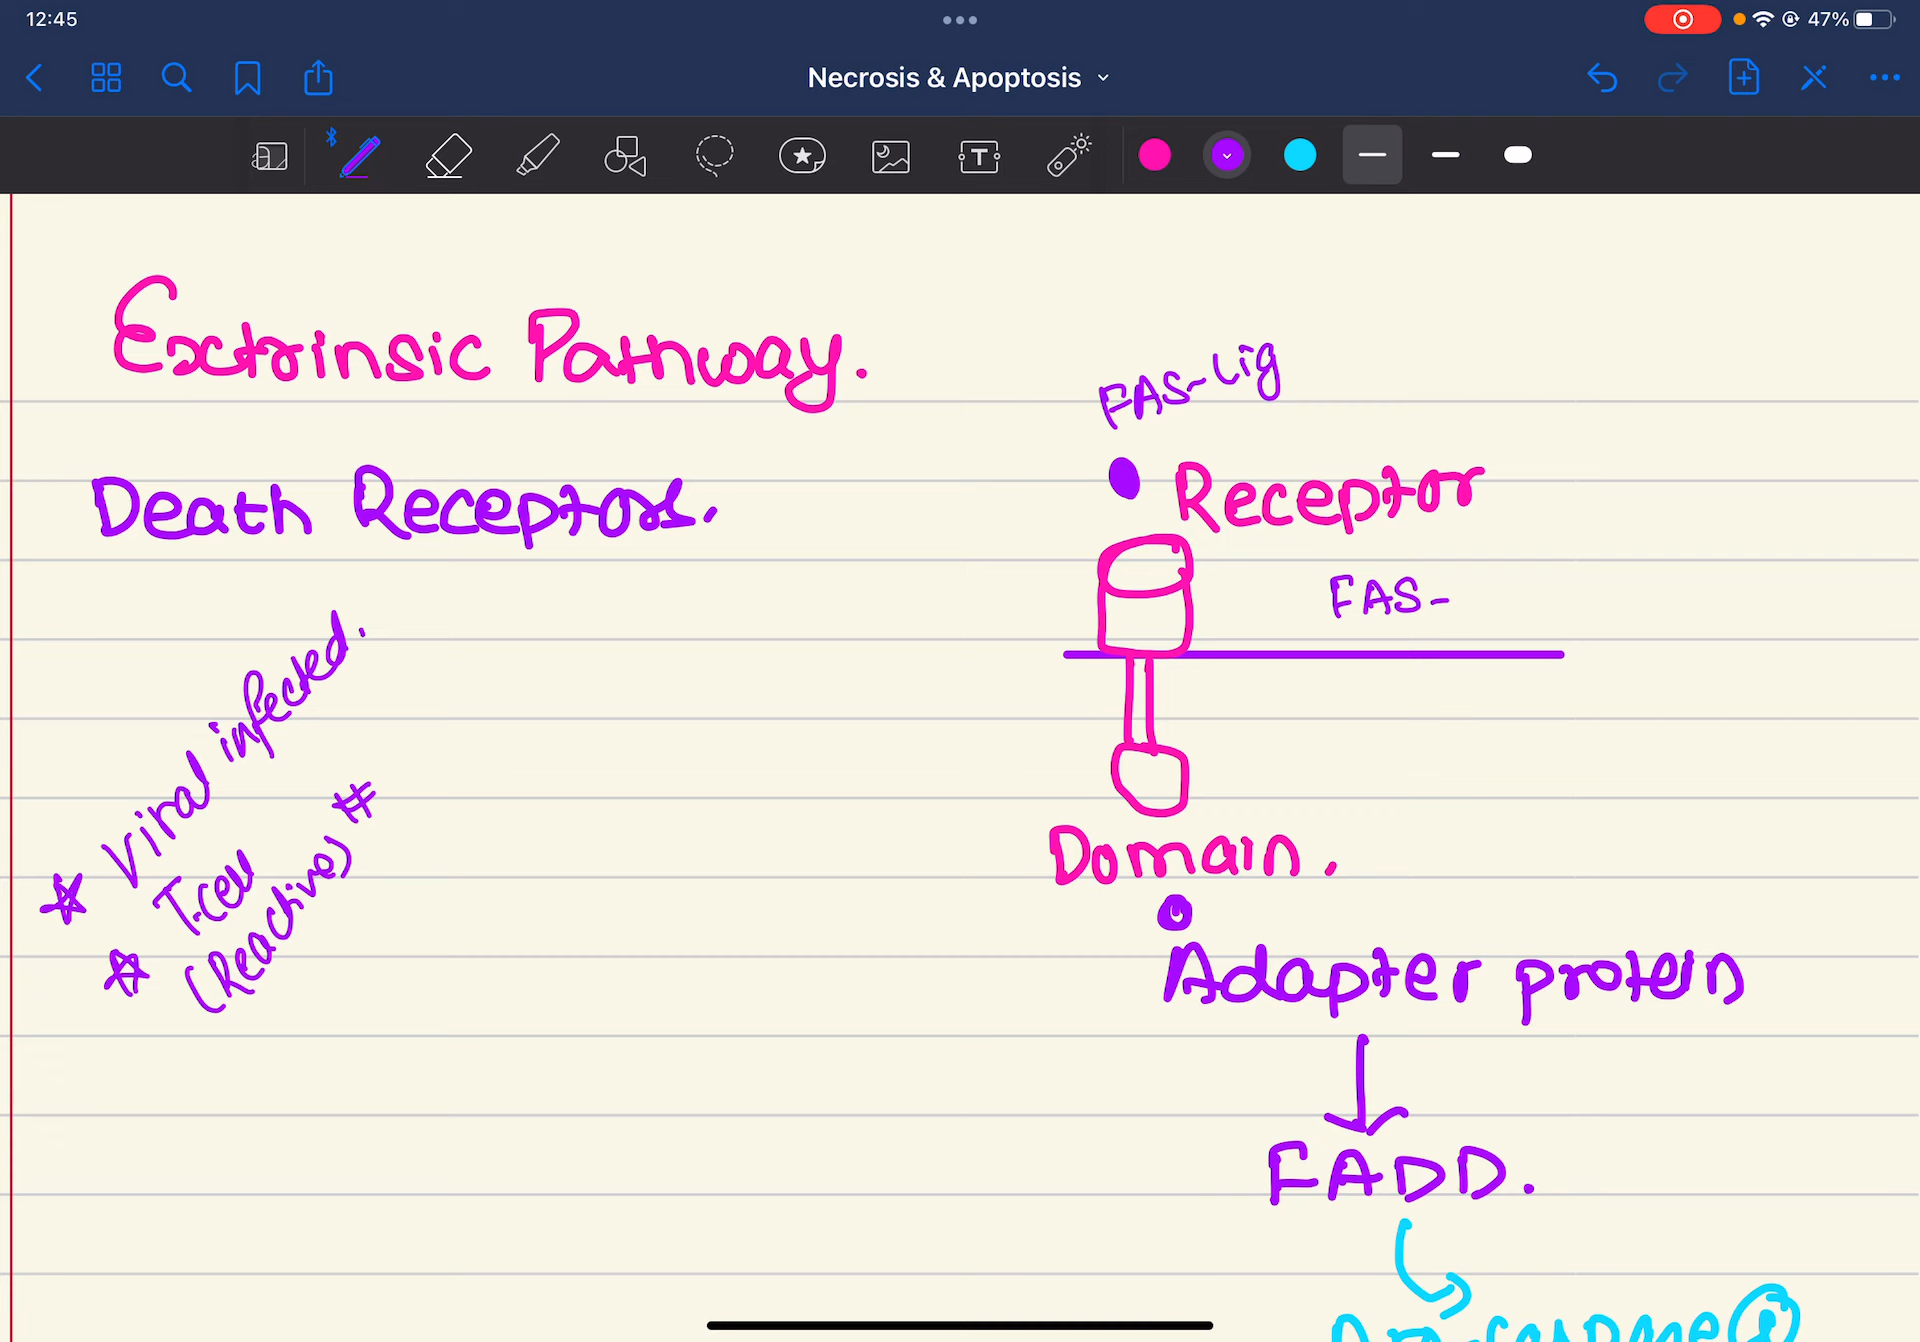 12:45
47%
Necrosis & Apoptosis
T
Extrinsic Pathway.
FAS-Lig
Receptor
Death Receptors.
FAS-
Viral infected.
T-cell
(Reactive) #
Domain.
Adapter protein
FADD.